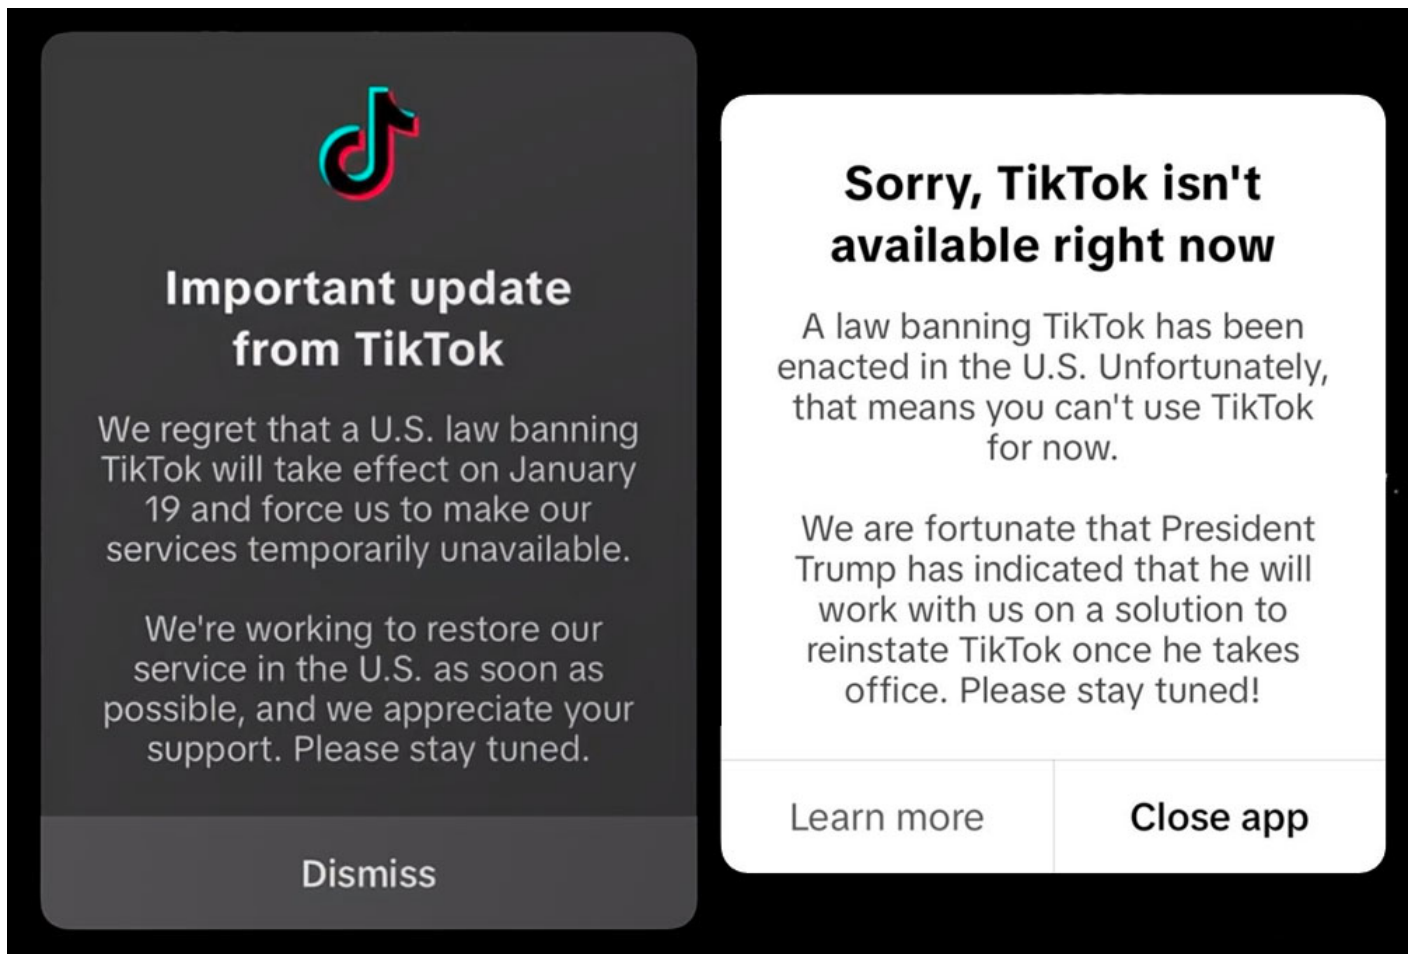 Important update
from TikTok
We regret that a U.S. law banning
TikTok will take effect on January
19 and force us to make our
services temporarily unavailable.
We're working to restore our
service in the U.S. as soon as
possible, and we appreciate your
support. Please stay tuned.
Dismiss
Sorry, TikTok isn't
available right now
A law banning TikTok has been
enacted in the U.S. Unfortunately,
that means you can't use TikTok
for now.
We are fortunate that President
Trump has indicated that he will
work with us on a solution to
reinstate TikTok once he takes
office. Please stay tuned!
Learn more
Close app